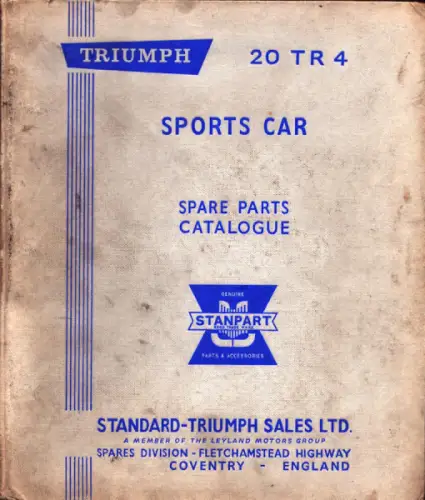 TRIUMPH
20 TR 4
SPORTS CAR
SPARE PARTS
CATALOGUE
GENUINE
STANPART
PARTS & ACCESSORIES
STANDARD-TRIUMPH SALES LTD.
A MEMBER OF THE LEYLAND MOTORS GROUP
SPARES DIVISION - FLETCHAMSTEAD HIGHWAY
COVENTRY - ENGLAND